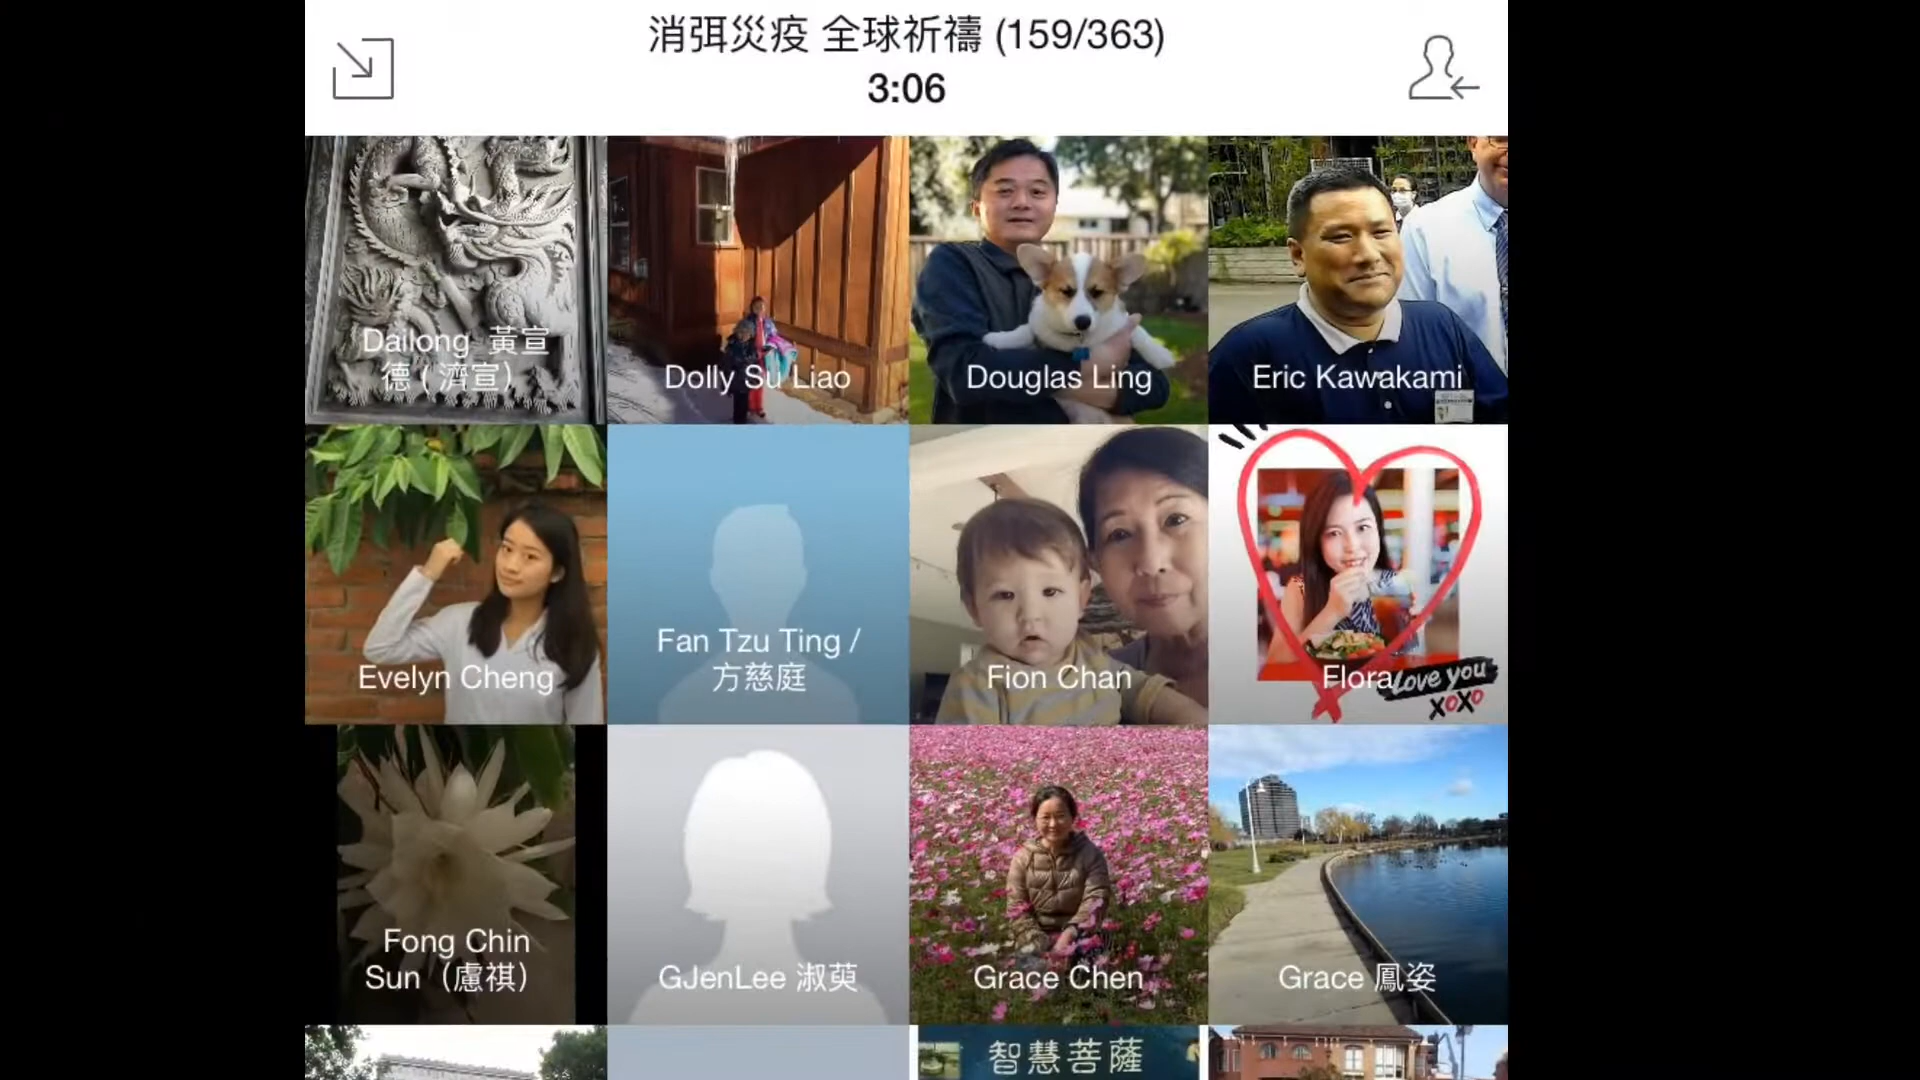 消弭災疫 全球祈禱 (159/363)
3:06
Dailong 黃宣
德 ( 濟宣)
Dolly Su Liao
Douglas Ling
Eric Kawakami
Evelyn Cheng
Fan Tzu Ting /
方慈庭
Fion Chan
Flora
Love you
XOXO
Fong Chin
Sun（慮祺）
GJenLee 淑萸
Grace Chen
Grace 鳳姿
智慧菩薩